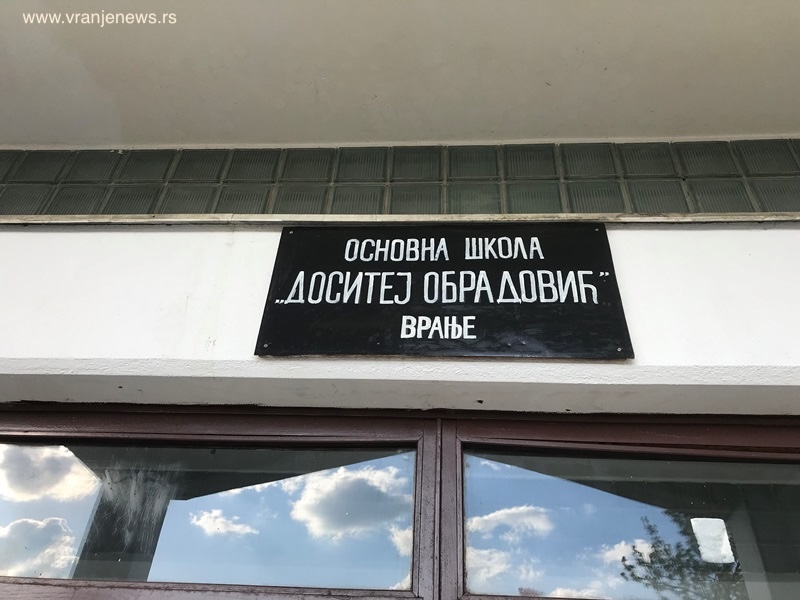 www.vranjenews.rs
ОСНОВНА ШКОЛА
„ДОСИТЕЈ ОБРАДОВИЋ”
ВРАЊЕ